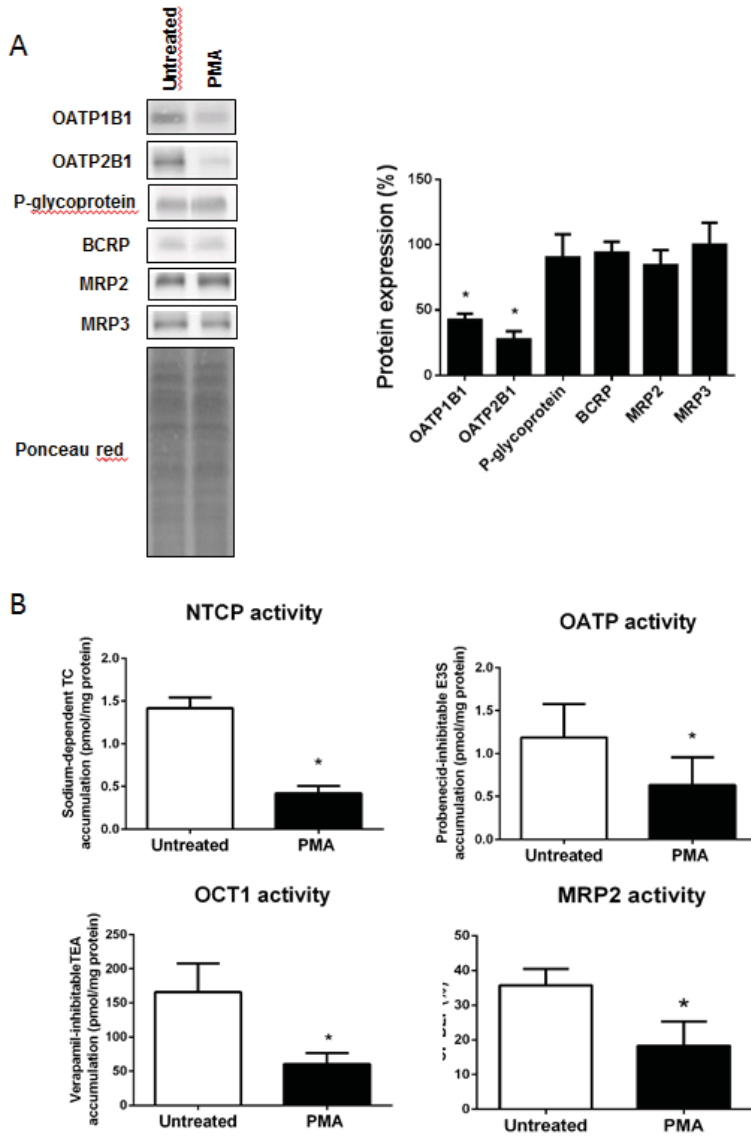 A
Untreated
PMA
OATP1B1
OATP2B1
P-glycoprotein
BCRP
MRP2
MRP3
Ponceau red
Protein expression (%)
150
100
50
0
*
*
OATP1B1
OATP2B1
P-glycoprotein
BCRP
MRP2
MRP3
B
NTCP activity
Sodium-dependent TC
accumulation (pmol/mg protein)
2.0
1.5
1.0
0.5
0.0
*
Untreated
PMA
OATP activity
Probenecid-inhibitable E3S
accumulation (pmol/mg protein)
2.0
1.5
1.0
0.5
0.0
*
Untreated
PMA
OCT1 activity
Verapamil-inhibitableTEA
accumulation (pmol/mg protein)
250
200
150
100
50
0
*
Untreated
PMA
MRP2 activity
(%)
40
30
20
10
0
*
Untreated
PMA